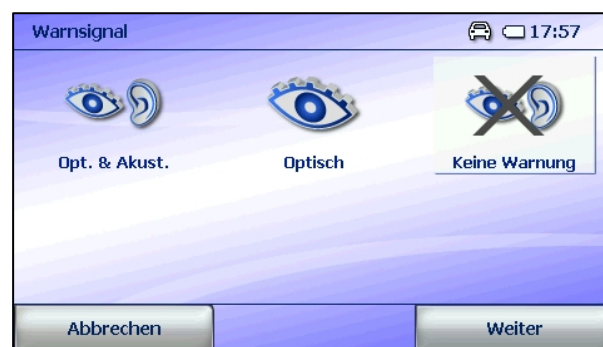 Warnsignal 17:57
Opt. & Akust. Optisch Keine Warnung
Abbrechen Weiter